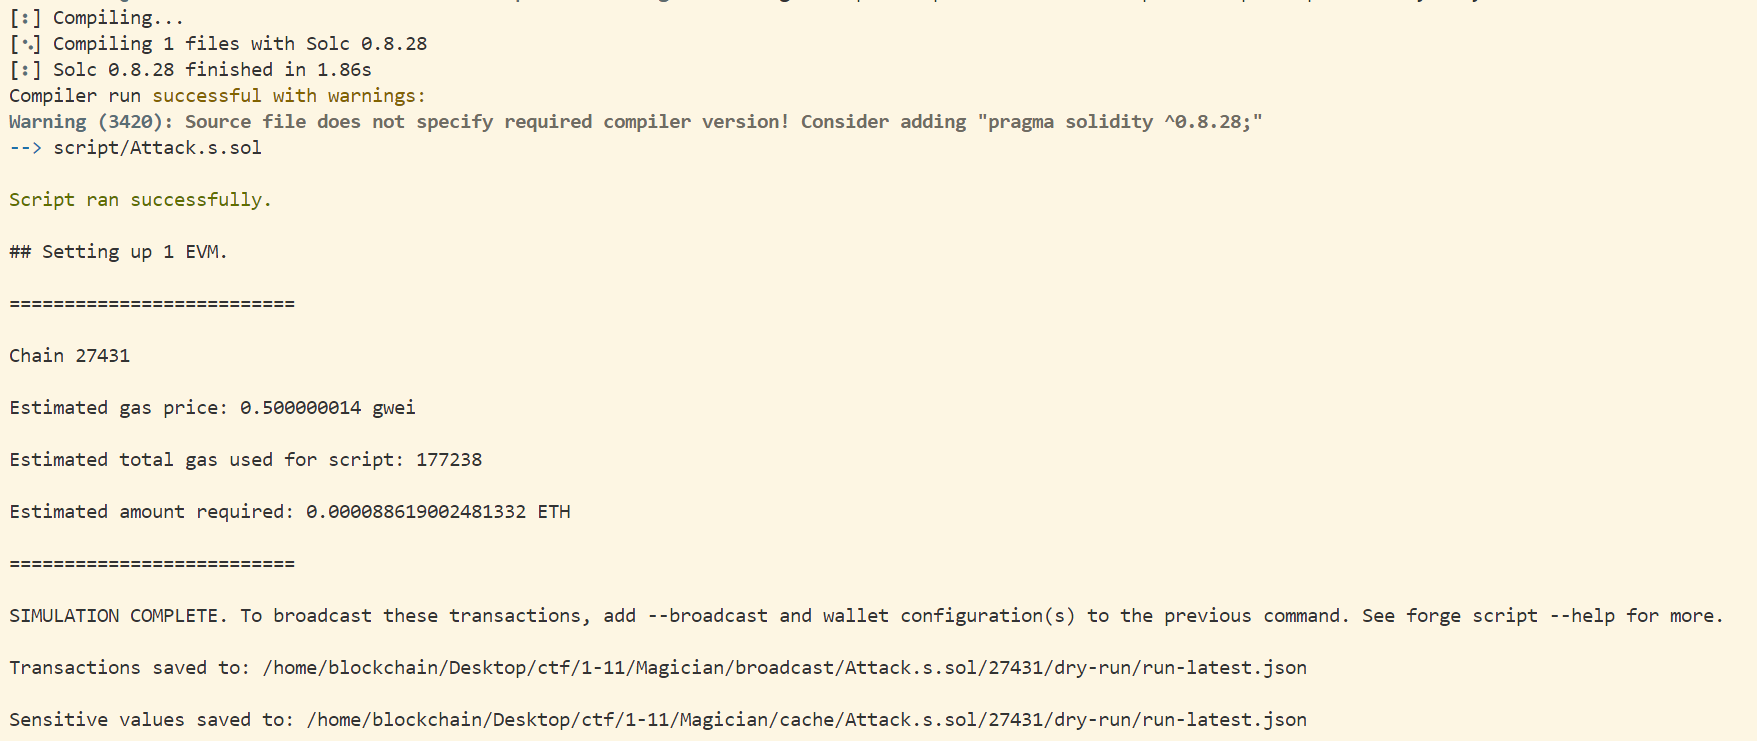 [⠃] Compiling...
[⠑] Compiling 1 files with Solc 0.8.28
[⠃] Solc 0.8.28 finished in 1.86s
Compiler run successful with warnings:
Warning (3420): Source file does not specify required compiler version! Consider adding "pragma solidity ^0.8.28;"
--> script/Attack.s.sol
Script ran successfully.
## Setting up 1 EVM.
==========================
Chain 27431
Estimated gas price: 0.500000014 gwei
Estimated total gas used for script: 177238
Estimated amount required: 0.000088619002481332 ETH
==========================
SIMULATION COMPLETE. To broadcast these transactions, add --broadcast and wallet configuration(s) to the previous command. See forge script --help for more.
Transactions saved to: /home/blockchain/Desktop/ctf/1-11/Magician/broadcast/Attack.s.sol/27431/dry-run/run-latest.json
Sensitive values saved to: /home/blockchain/Desktop/ctf/1-11/Magician/cache/Attack.s.sol/27431/dry-run/run-latest.json